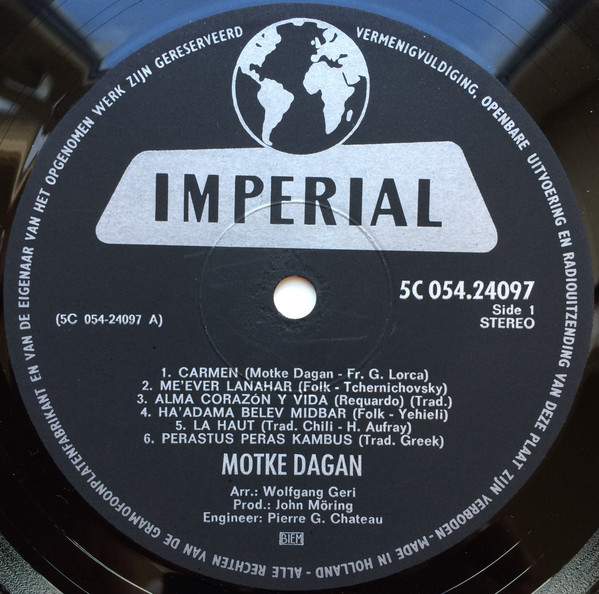 ALLE RECHTEN VAN DE GRAMOFOONPLATENFABRIKANT EN VAN DE EIGENAAR VAN HET OPGENOMEN WERK ZIJN GERESERVEERD
VERMENIGVULDIGING, OPENBARE UITVOERING EN RADIOUITZENDING VAN DEZE PLAAT ZIJN VERBODEN - MADE IN HOLLAND -
IMPERIAL
5C 054.24097
Side 1
(5C 054-24097 A)
STEREO
1. CARMEN (Motke Dagan - Fr. G. Lorca)
2. ME'EVER LANAHAR (Folk - Tchernichovsky)
3. ALMA CORAZóN Y VIDA (Requardo) (Trad.)
4. HA'ADAMA BELEV MIDBAR (Folk - Yehieli)
5. LA HAUT (Trad. Chili - H. Aufray)
6. PERASTUS PERAS KAMBUS (Trad. Greek)
MOTKE DAGAN
Arr.: Wolfgang Geri
Prod.: John Möring
Engineer: Pierre G. Chateau
BIEM